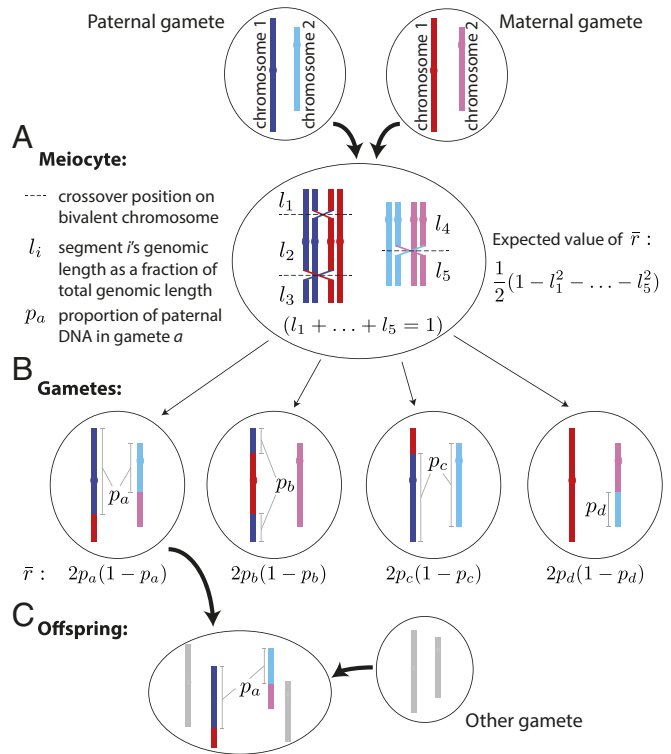 Paternal gamete
Maternal gamete
chromosome 1
chromosome 2
chromosome 1
chromosome 2
A
Meiocyte:
crossover position on
bivalent chromosome
l_i segment i's genomic
length as a fraction of
total genomic length
p_a proportion of paternal
DNA in gamete a
l_1
l_2
l_3
l_4
l_5
(l_1 + … + l_5 = 1)
Expected value of r̄ :
\frac{1}{2}(1 − l_1^2 − … − l_5^2)
B
Gametes:
p_a
p_b
p_c
p_d
r̄ : 2p_a(1 − p_a) 2p_b(1 − p_b) 2p_c(1 − p_c) 2p_d(1 − p_d)
C
Offspring:
p_a
Other gamete